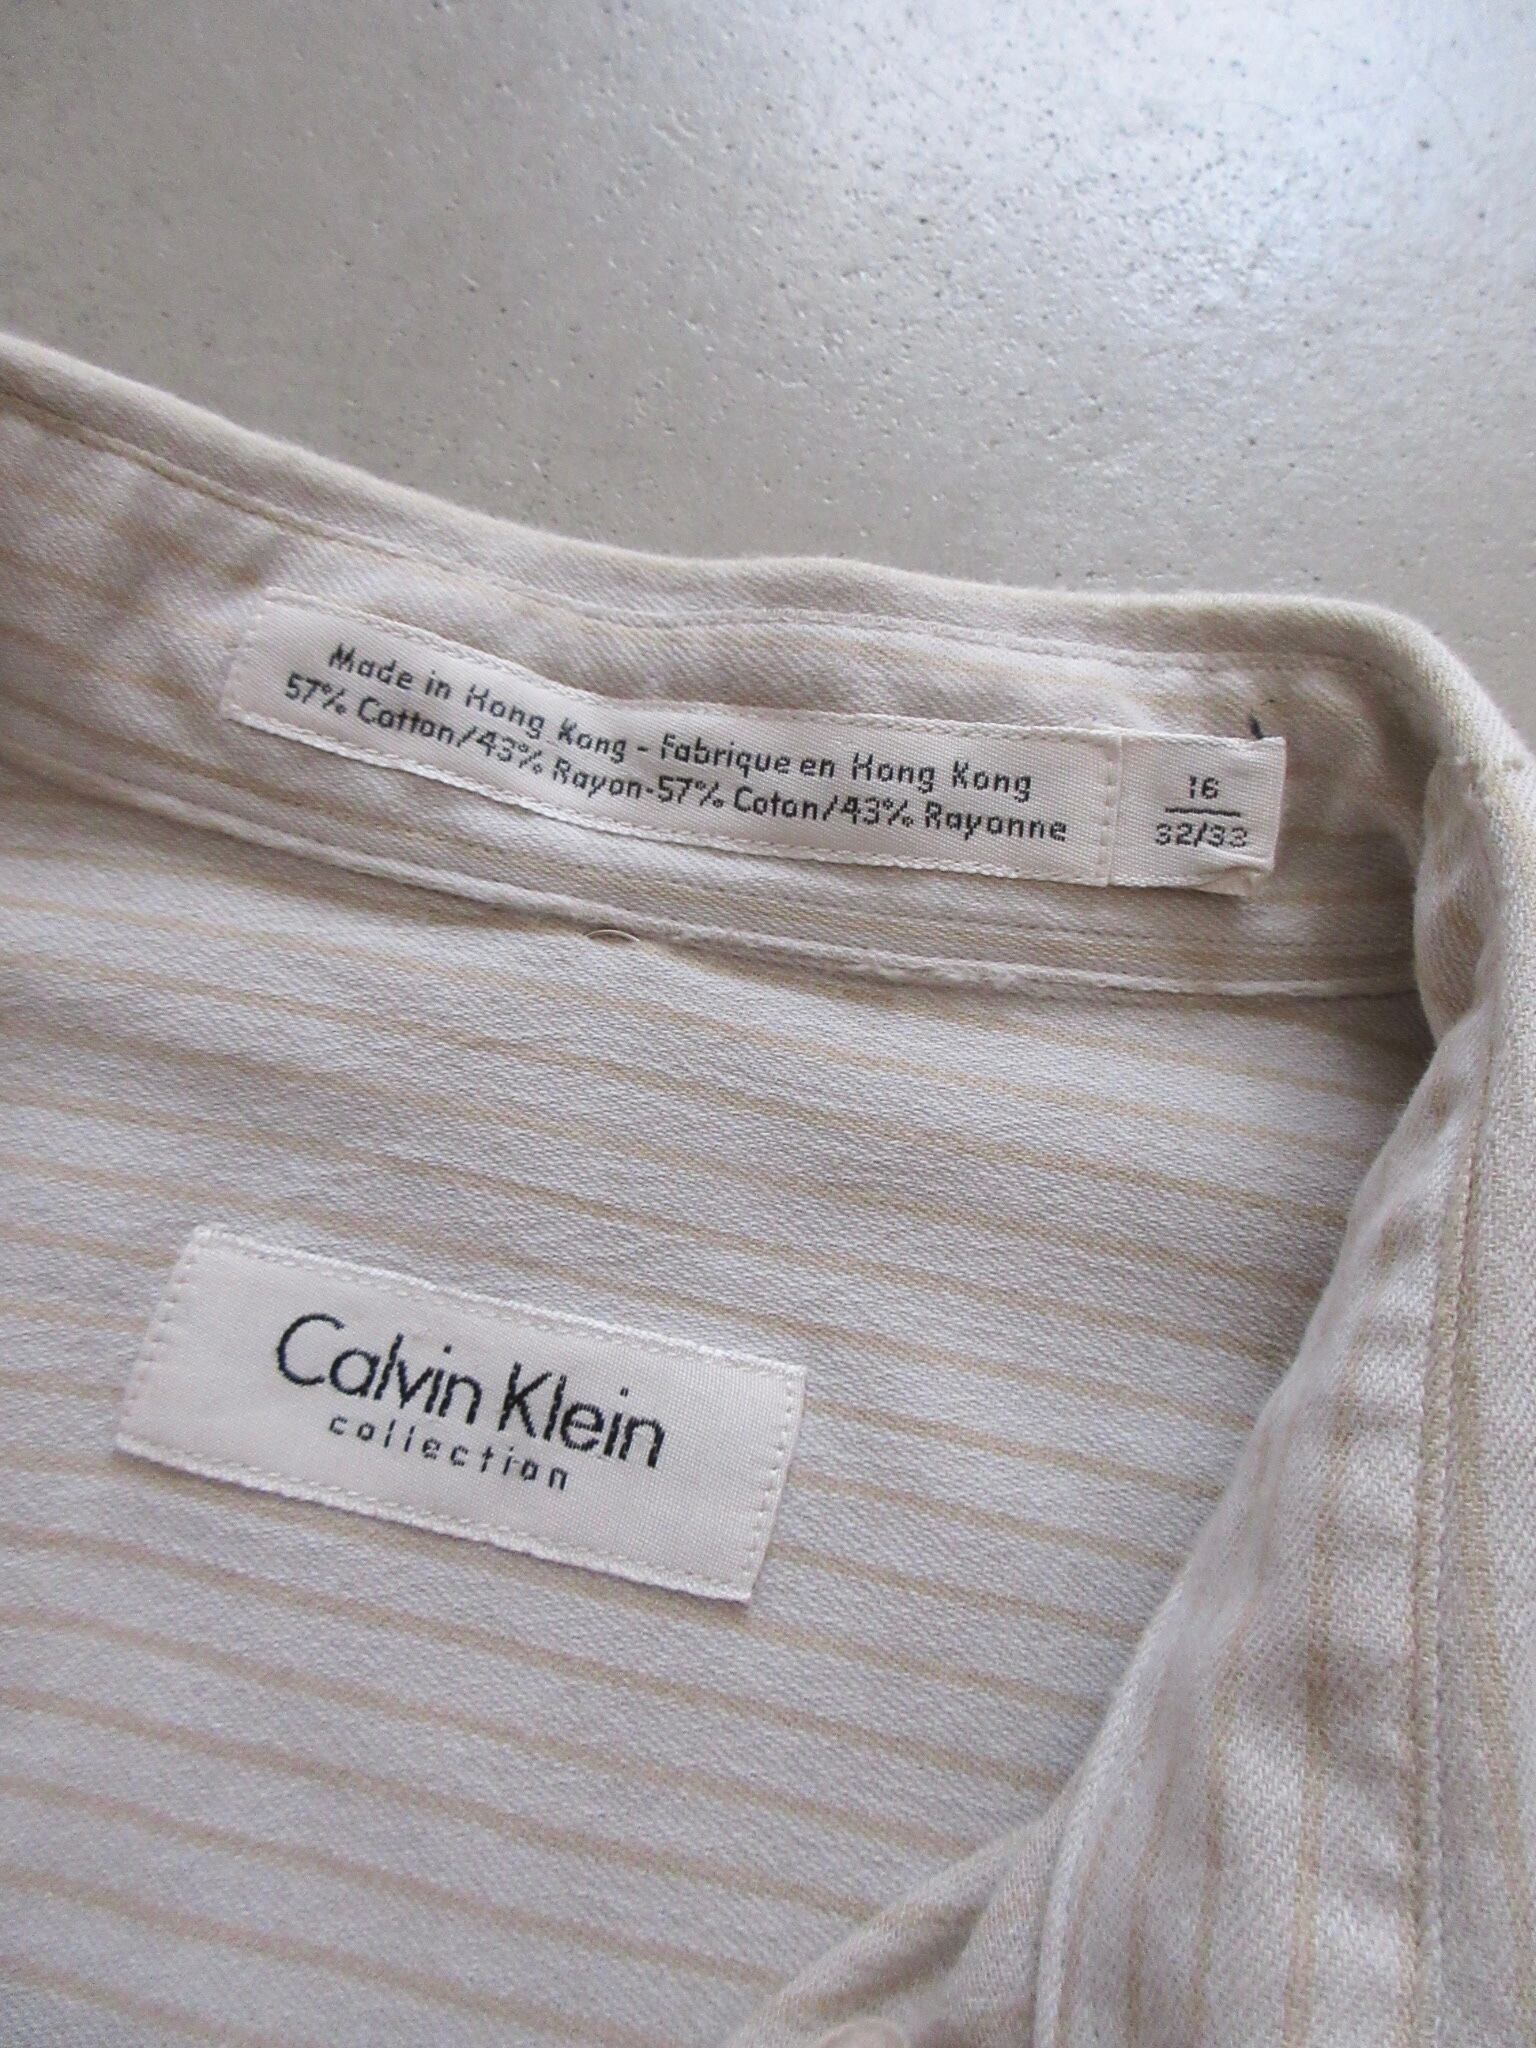 Made in Hong Kong - Fabrique en Hong Kong
57% Cotton/43% Rayon-57% Coton/43% Rayonne
16
32/33
Calvin Klein
collection